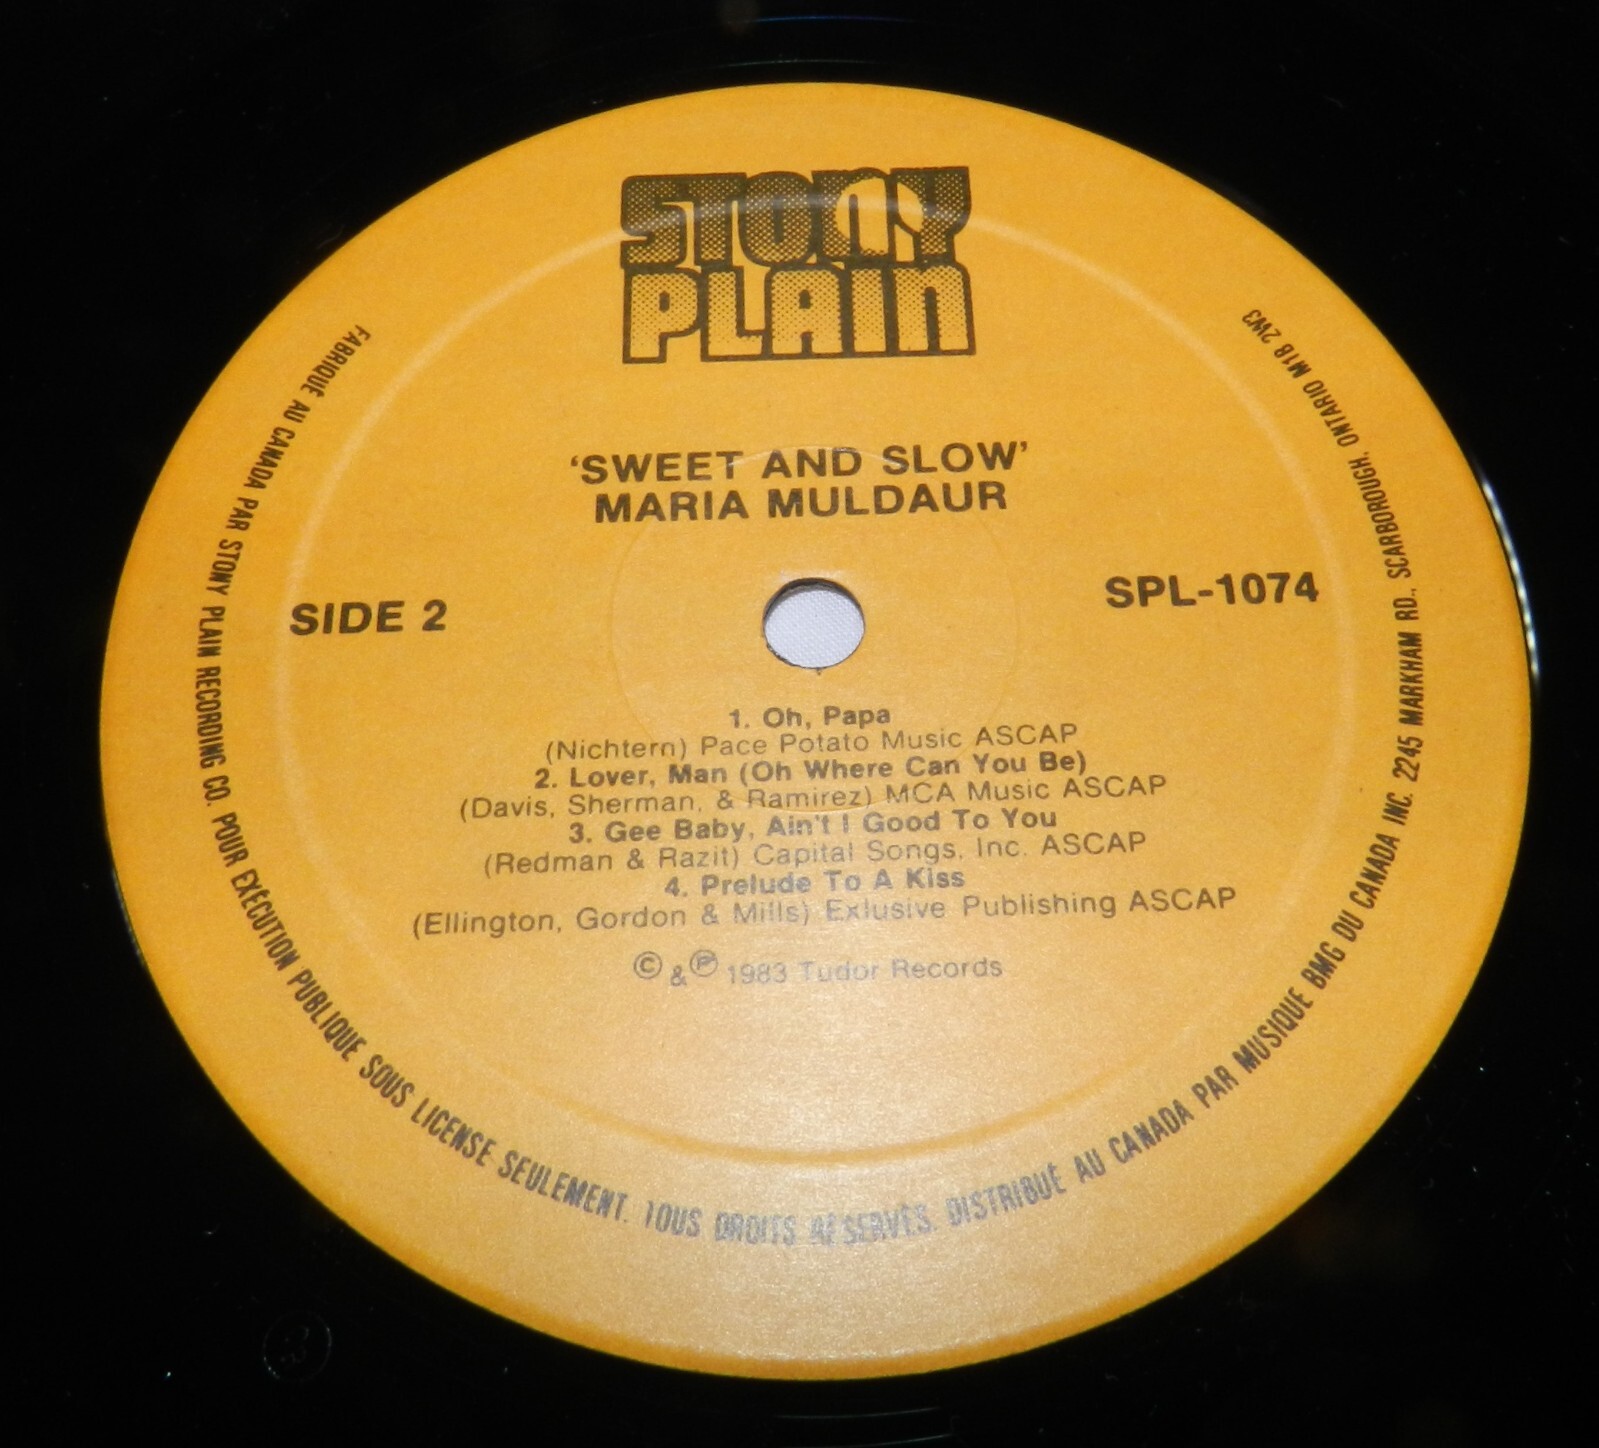 STONY
PLAIN
'SWEET AND SLOW'
MARIA MULDAUR
SIDE 2
SPL-1074
1. Oh, Papa
(Nichtern) Pace Potato Music ASCAP
2. Lover, Man (Oh Where Can You Be)
(Davis, Sherman, & Ramirez) MCA Music ASCAP
3. Gee Baby, Ain't I Good To You
(Redman & Razit) Capital Songs, Inc. ASCAP
4. Prelude To A Kiss
(Ellington, Gordon & Mills) Exlusive Publishing ASCAP
© & ℗ 1983 Tudor Records
FABRIQUÉ AU CANADA PAR STONY PLAIN RECORDING CO. POUR EXÉCUTION PUBLIQUE SOUS LICENSE SEULEMENT. TOUS DROITS RÉSERVÉS. DISTRIBUÉ AU CANADA PAR MUSIQUE BMG DU CANADA INC. 2245 MARKHAM RD., SCARBOROUGH, ONTARIO M1B 2W3